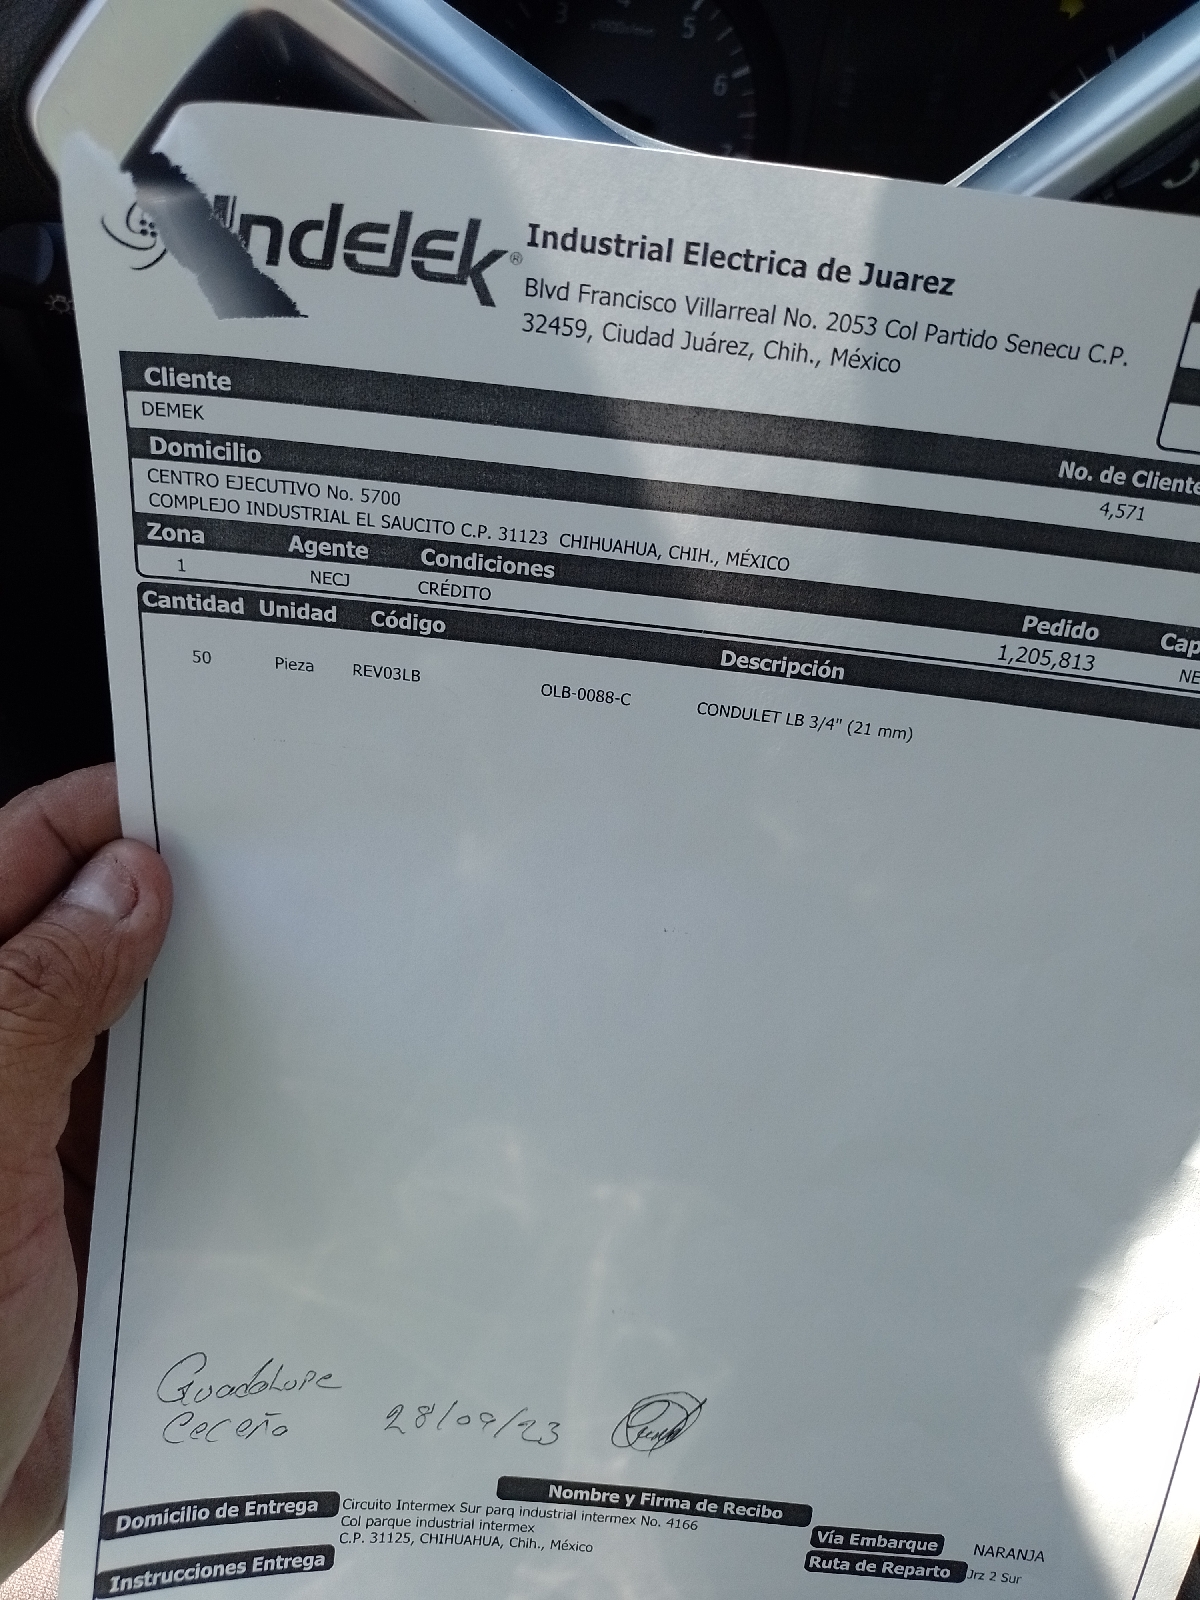 Indelek®
Industrial Electrica de Juarez
Blvd Francisco Villarreal No. 2053 Col Partido Senecu C.P.
32459, Ciudad Juárez, Chih., México
Cliente
No. de Cliente
DEMEK
4,571
Domicilio
CENTRO EJECUTIVO No. 5700
COMPLEJO INDUSTRIAL EL SAUCITO C.P. 31123 CHIHUAHUA, CHIH., MÉXICO
Zona Agente Condiciones Pedido Cap
1 NECJ CRÉDITO 1,205,813 NE
Cantidad Unidad Código Descripción
50 Pieza REV03LB OLB-0088-C CONDULET LB 3/4" (21 mm)
Guadalupe
Ceceño 28/09/23
Nombre y Firma de Recibo
Domicilio de Entrega Circuito Intermex Sur parq industrial intermex No. 4166
Col parque industrial intermex
C.P. 31125, CHIHUAHUA, Chih., México
Vía Embarque NARANJA
Ruta de Reparto Jrz 2 Sur
Instrucciones Entrega
5
6